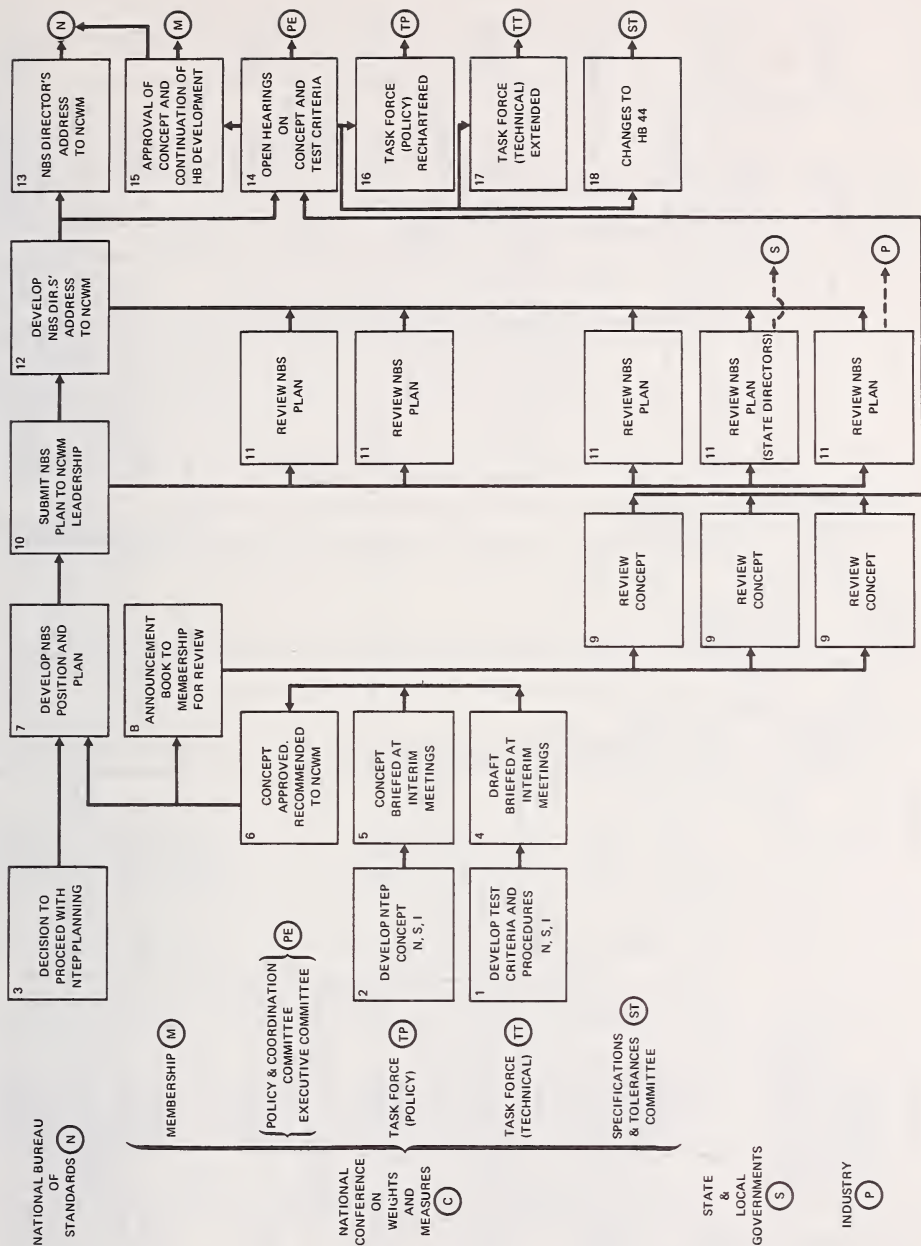 NATIONAL BUREAU
OF
STANDARDS
N
NATIONAL
CONFERENCE
ON
WEIGHTS
AND
MEASURES
C
MEMBERSHIP
M
POLICY & COORDINATION
COMMITTEE
EXECUTIVE COMMITTEE
PE
TASK FORCE
(POLICY)
TP
TASK FORCE
(TECHNICAL)
TT
SPECIFICATIONS
& TOLERANCES
COMMITTEE
ST
STATE
&
LOCAL
GOVERNMENTS
S
INDUSTRY
P
3
DECISION TO
PROCEED WITH
NTEP PLANNING
2
DEVELOP NTEP
CONCEPT
N, S, I
1
DEVELOP TEST
CRITERIA AND
PROCEDURES
N, S, I
7
DEVELOP NBS
POSITION AND
PLAN
8
ANNOUNCEMENT
BOOK TO
MEMBERSHIP
FOR REVIEW
6
CONCEPT
APPROVED.
RECOMMENDED
TO NCWM
5
CONCEPT
BRIEFED AT
INTERIM
MEETINGS
4
DRAFT
BRIEFED AT
INTERIM
MEETINGS
10
SUBMIT NBS
PLAN TO NCWM
LEADERSHIP
9
REVIEW
CONCEPT
9
REVIEW
CONCEPT
9
REVIEW
CONCEPT
12
DEVELOP
NBS DIR.S'
ADDRESS
TO NCWM
11
REVIEW NBS
PLAN
11
REVIEW NBS
PLAN
11
REVIEW NBS
PLAN
11
REVIEW NBS
PLAN
(STATE DIRECTORS)
S
11
REVIEW NBS
PLAN
P
13
NBS DIRECTOR'S
ADDRESS
TO NCWM
N
15
APPROVAL OF
CONCEPT AND
CONTINUATION OF
HB DEVELOPMENT
M
14
OPEN HEARINGS
ON
CONCEPT AND
TEST CRITERIA
PE
16
TASK FORCE
(POLICY)
RECHARTERED
TP
17
TASK FORCE
(TECHNICAL)
EXTENDED
TT
18
CHANGES TO
HB 44
ST